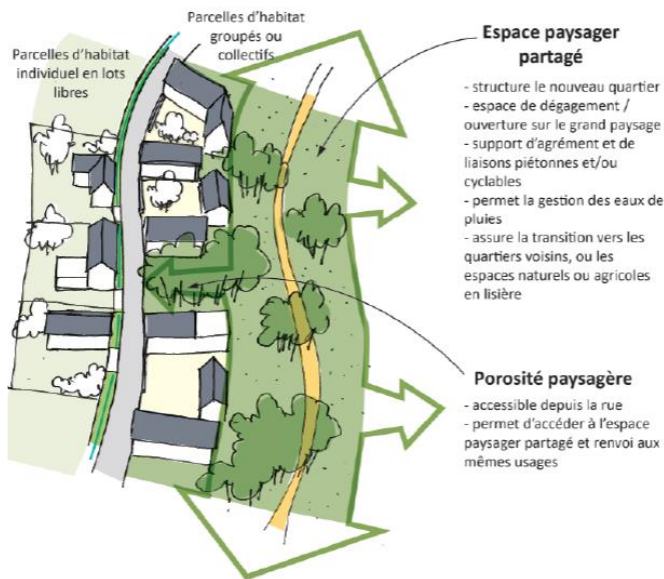 Parcelles d'habitat
individuel en lots
libres
Parcelles d'habitat
groupés ou
collectifs
Espace paysager
partagé
- structure le nouveau quartier
- espace de dégagement /
ouverture sur le grand paysage
- support d'agrément et de
liaisons piétonnes et/ou
cyclables
- permet la gestion des eaux de
pluies
- assure la transition vers les
quartiers voisins, ou les
espaces naturels ou agricoles
en lisière
Porosité paysagère
- accessible depuis la rue
- permet d'accéder à l'espace
paysager partagé et renvoi aux
mêmes usages